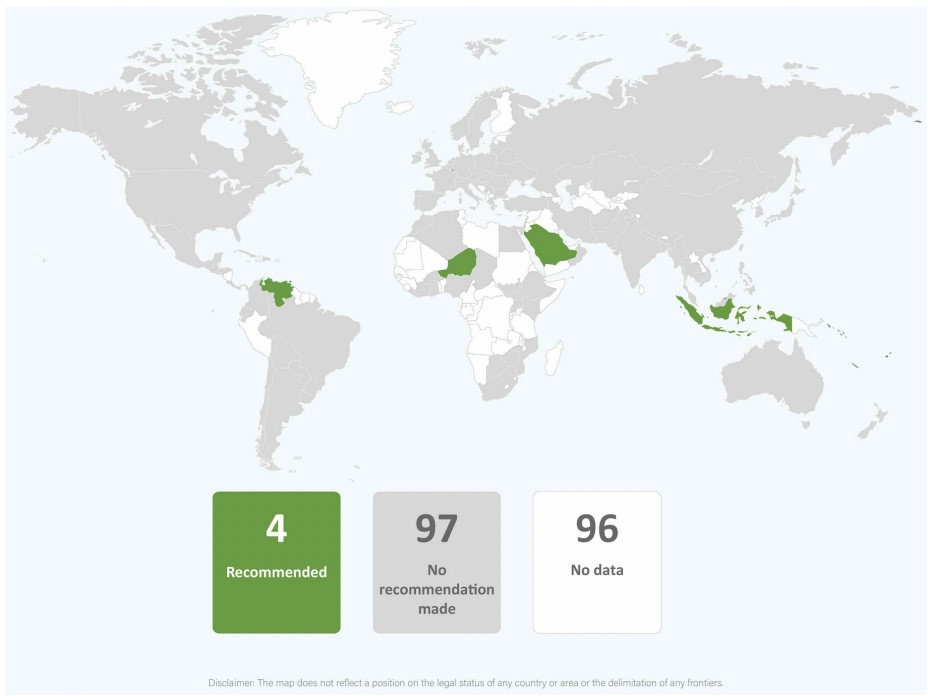 4
Recommended
97
No
recommendation
made
96
No data
Disclaimer: The map does not reflect a position on the legal status of any country or area or the delimitation of any frontiers.